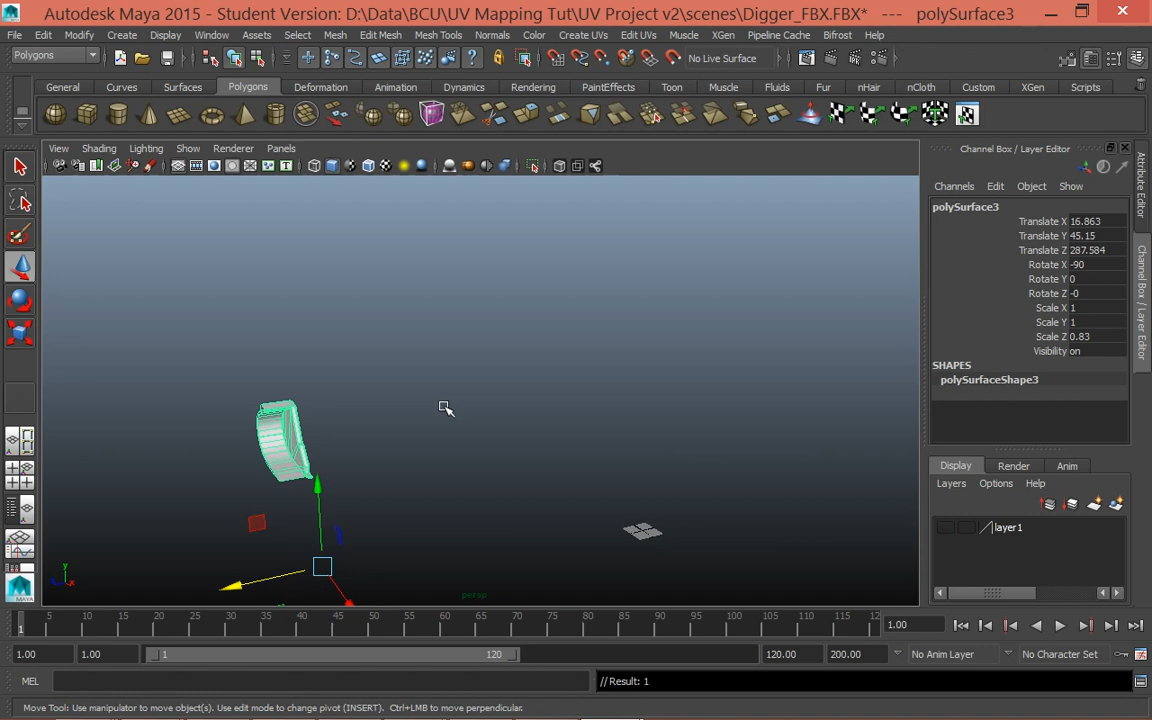 Autodesk Maya 2015 - Student Version: D:\Data\BCU\UV Mapping Tut\UV Project v2\scenes\Digger_FBX.FBX* --- polySurface3
File Edit Modify Create Display Window Assets Select Mesh Edit Mesh Mesh Tools Normals Color Create UVs Edit UVs Muscle XGen Pipeline Cache Bifrost Help
Polygons No Live Surface
General Curves Surfaces Polygons Deformation Animation Dynamics Rendering PaintEffects Toon Muscle Fluids Fur nHair nCloth Custom XGen Scripts
View Shading Lighting Show Renderer Panels
Channel Box / Layer Editor
Channels Edit Object Show
polySurface3
Translate X 16.863
Translate Y 45.15
Translate Z 287.584
Rotate X -90
Rotate Y 0
Rotate Z -0
Scale X 1
Scale Y 1
Scale Z 0.83
Visibility on
SHAPES
polySurfaceShape3
Attribute Editor
Channel Box / Layer Editor
Display Render Anim
Layers Options Help
layer1
y
persp
1 5 10 15 20 25 30 35 40 45 50 55 60 65 70 75 80 85 90 95 100 105 110 115 12
1.00
1.00 1.00 1 120 120.00 200.00 No Anim Layer No Character Set
MEL // Result: 1
Move Tool: Use manipulator to move object(s). Use edit mode to change pivot (INSERT). Ctrl+LMB to move perpendicular.